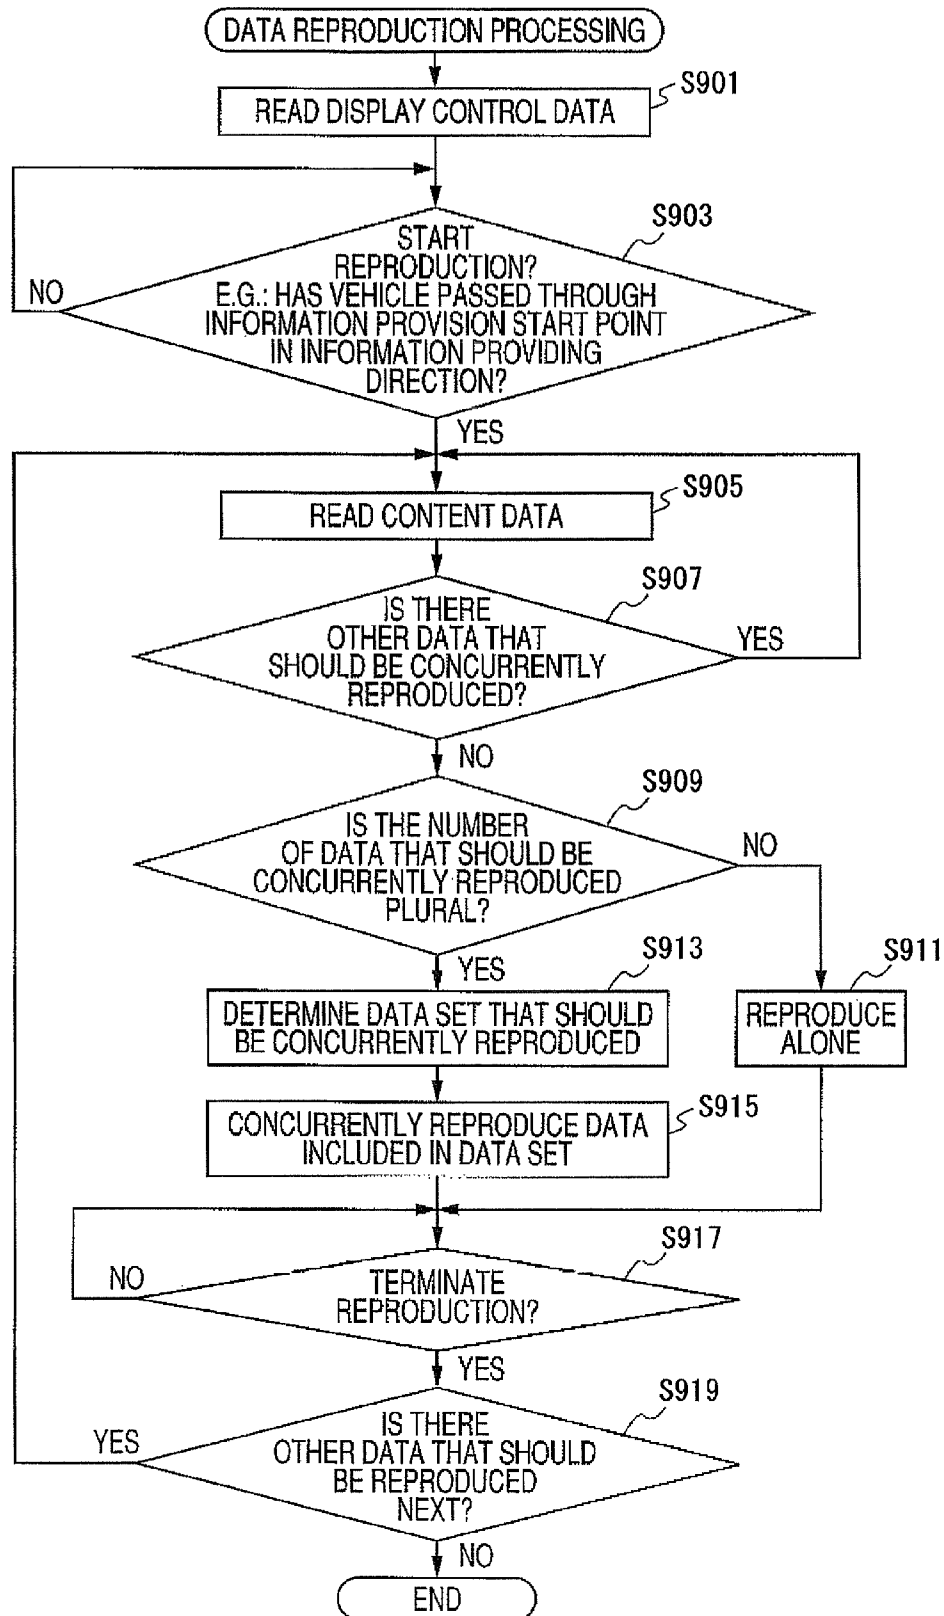 DATA REPRODUCTION PROCESSING
S901
READ DISPLAY CONTROL DATA
S903
START
REPRODUCTION?
E.G.: HAS VEHICLE PASSED THROUGH
INFORMATION PROVISION START POINT
IN INFORMATION PROVIDING
DIRECTION?
NO
YES
S905
READ CONTENT DATA
S907
IS THERE
OTHER DATA THAT
SHOULD BE CONCURRENTLY
REPRODUCED?
YES
NO
S909
IS THE NUMBER
OF DATA THAT SHOULD BE
CONCURRENTLY REPRODUCED
PLURAL?
NO
YES
S913
DETERMINE DATA SET THAT SHOULD
BE CONCURRENTLY REPRODUCED
S911
REPRODUCE
ALONE
S915
CONCURRENTLY REPRODUCE DATA
INCLUDED IN DATA SET
S917
TERMINATE
REPRODUCTION?
NO
YES
S919
IS THERE
OTHER DATA THAT SHOULD
BE REPRODUCED
NEXT?
YES
NO
END